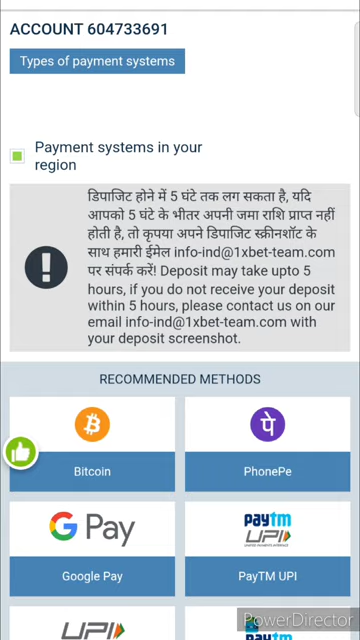 ACCOUNT 604733691
Types of payment systems
Payment systems in your
region
डिपाजिट होने में 5 घंटे तक लग सकता है, यदि
आपको 5 घंटे के भीतर अपनी जमा राशि प्राप्त नहीं
होती है, तो कृपया अपने डिपाजिट स्क्रीनशॉट के
साथ हमारी ईमेल info-ind@1xbet-team.com
पर संपर्क करें! Deposit may take upto 5
hours, if you do not receive your deposit
within 5 hours, please contact us on our
email info-ind@1xbet-team.com with
your deposit screenshot.
RECOMMENDED METHODS
पे
Bitcoin
PhonePe
G Pay
paytm
UPI
UNIFIED PAYMENTS INTERFACE
Google Pay
PayTM UPI
UPI
PowerDirector